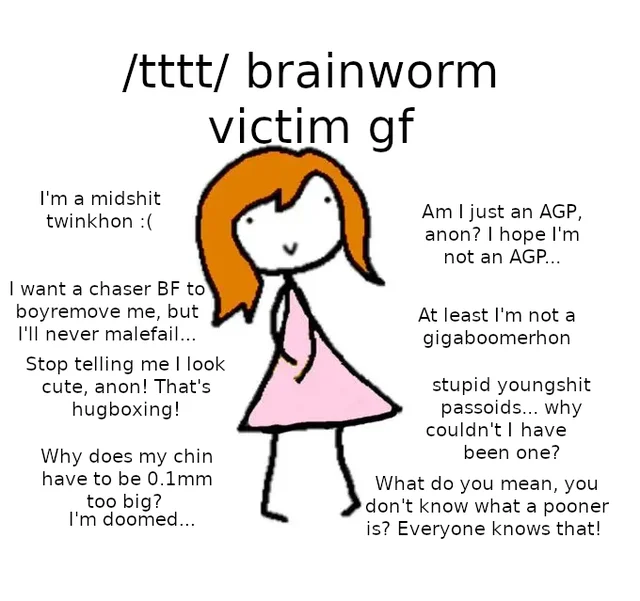 /tttt/ brainworm
victim gf
I'm a midshit
twinkhon :(
I want a chaser BF to
boyremove me, but
I'll never malefail...
Stop telling me I look
cute, anon! That's
hugboxing!
Why does my chin
have to be 0.1mm
too big?
I'm doomed...
Am I just an AGP,
anon? I hope I'm
not an AGP...
At least I'm not a
gigaboomerhon
stupid youngshit
passoids... why
couldn't I have
been one?
What do you mean, you
don't know what a pooner
is? Everyone knows that!